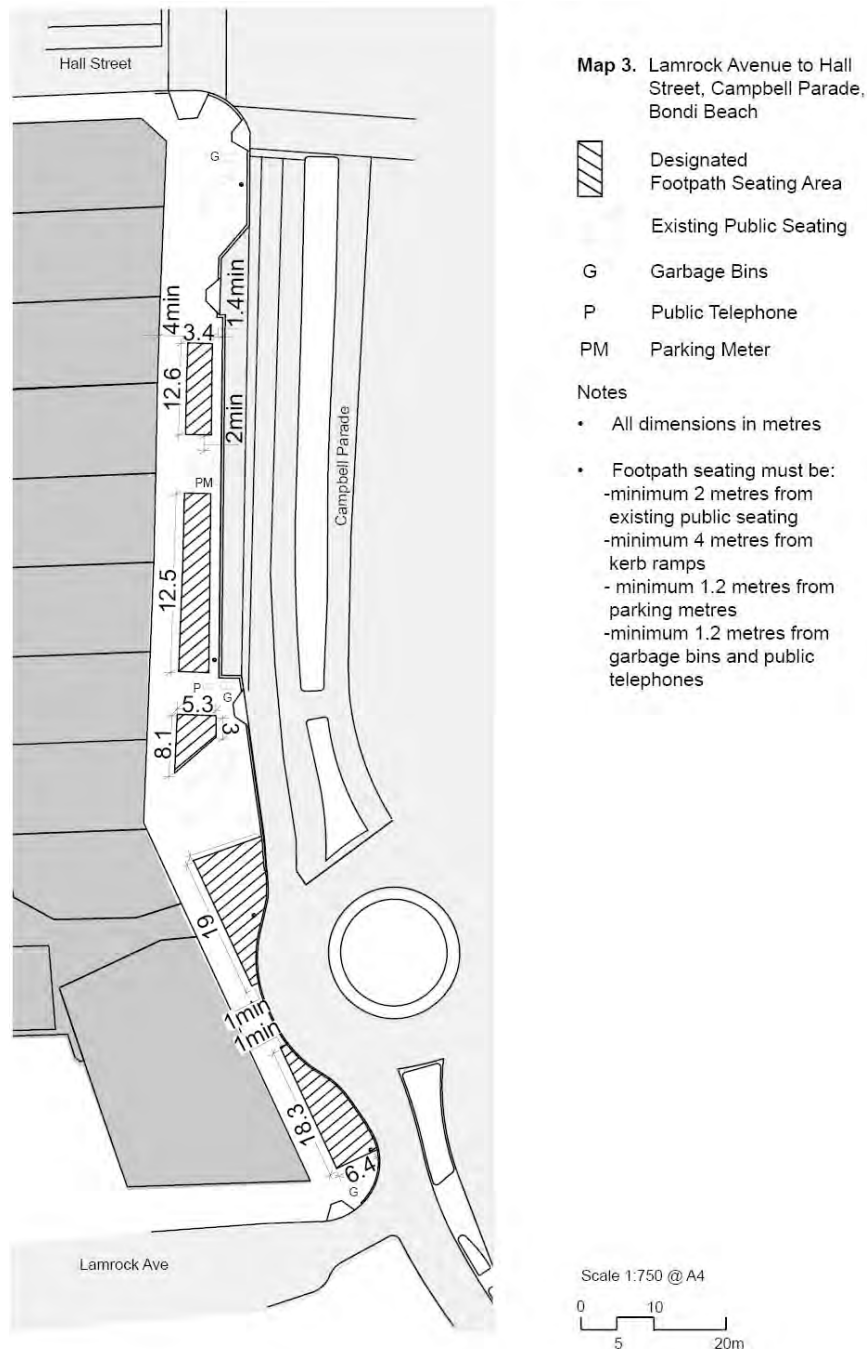 Hall Street
G
4min
3.4
1.4min
12.6
2min
PM
Campbell Parade
12.5
P
G
5.3
3
8.1
19
1min
1min
18.3
6.4
G
Lamrock Ave
Map 3. Lamrock Avenue to Hall
Street, Campbell Parade,
Bondi Beach
Designated
Footpath Seating Area
Existing Public Seating
G Garbage Bins
P Public Telephone
PM Parking Meter
Notes
• All dimensions in metres
• Footpath seating must be:
-minimum 2 metres from
existing public seating
-minimum 4 metres from
kerb ramps
- minimum 1.2 metres from
parking metres
-minimum 1.2 metres from
garbage bins and public
telephones
Scale 1:750 @ A4
0 10
5 20m